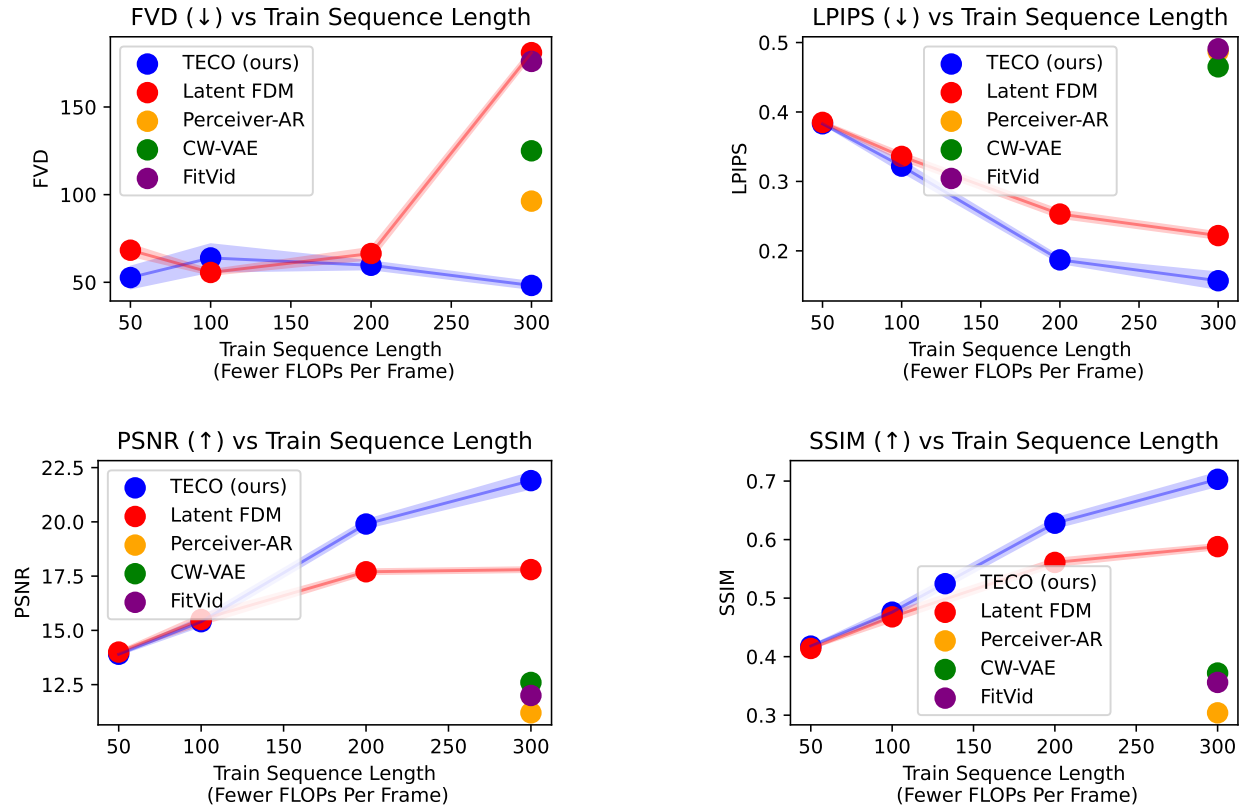 FVD (↓) vs Train Sequence Length
FVD
150
100
50
TECO (ours)
Latent FDM
Perceiver-AR
CW-VAE
FitVid
50 100 150 200 250 300
Train Sequence Length
(Fewer FLOPs Per Frame)
LPIPS (↓) vs Train Sequence Length
LPIPS
0.5
0.4
0.3
0.2
TECO (ours)
Latent FDM
Perceiver-AR
CW-VAE
FitVid
50 100 150 200 250 300
Train Sequence Length
(Fewer FLOPs Per Frame)
PSNR (↑) vs Train Sequence Length
PSNR
22.5
20.0
17.5
15.0
12.5
TECO (ours)
Latent FDM
Perceiver-AR
CW-VAE
FitVid
50 100 150 200 250 300
Train Sequence Length
(Fewer FLOPs Per Frame)
SSIM (↑) vs Train Sequence Length
SSIM
0.7
0.6
0.5
0.4
0.3
TECO (ours)
Latent FDM
Perceiver-AR
CW-VAE
FitVid
50 100 150 200 250 300
Train Sequence Length
(Fewer FLOPs Per Frame)